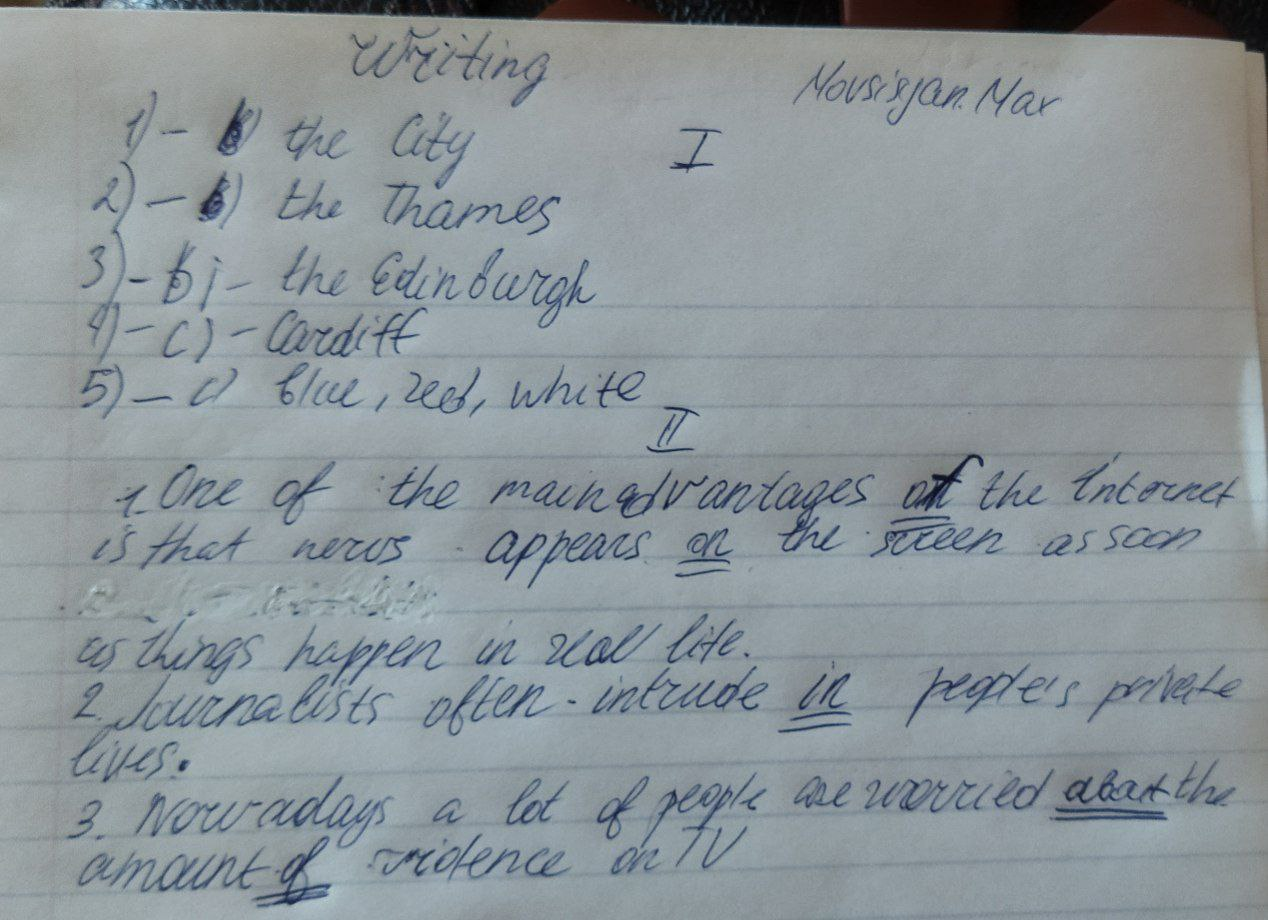 Writing
Movsisjan. Max
1) - b) the City
I
2) - b) the Thames
3) - b) - the Edinburgh
4) - c) - Cardiff
5) - c) blue, red, white
II
1. One of the main advantages of the Internet
is that news appears on the screen as soon
as things happen in real life.
2. Journalists often intrude in people's private
lives.
3. Nowadays a lot of people are worried about the
amount of violence on TV